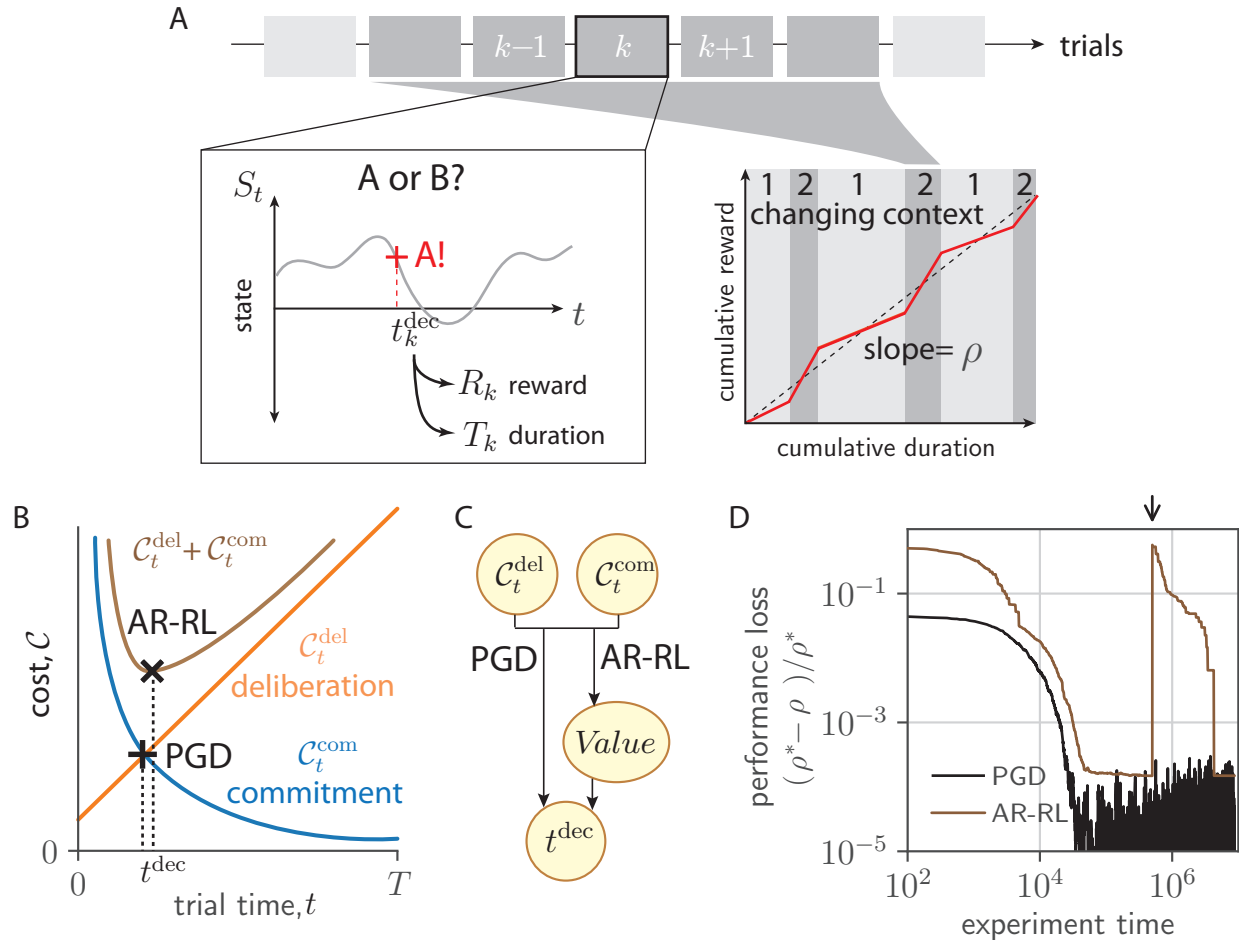 A
k−1
k
k+1
trials
A or B?
S_t
A!
state
t
t_k^dec
R_k reward
T_k duration
1 2 1 2 1 2
changing context
slope= ρ
cumulative reward
cumulative duration
B
C_t^del + C_t^com
AR-RL
C_t^del
deliberation
PGD
C_t^com
commitment
cost, C
0
0
t^dec
T
trial time, t
C
C_t^del
C_t^com
PGD
AR-RL
Value
t^dec
D
10^−1
10^−3
10^−5
performance loss
(ρ* − ρ)/ρ*
PGD
AR-RL
10^2
10^4
10^6
experiment time